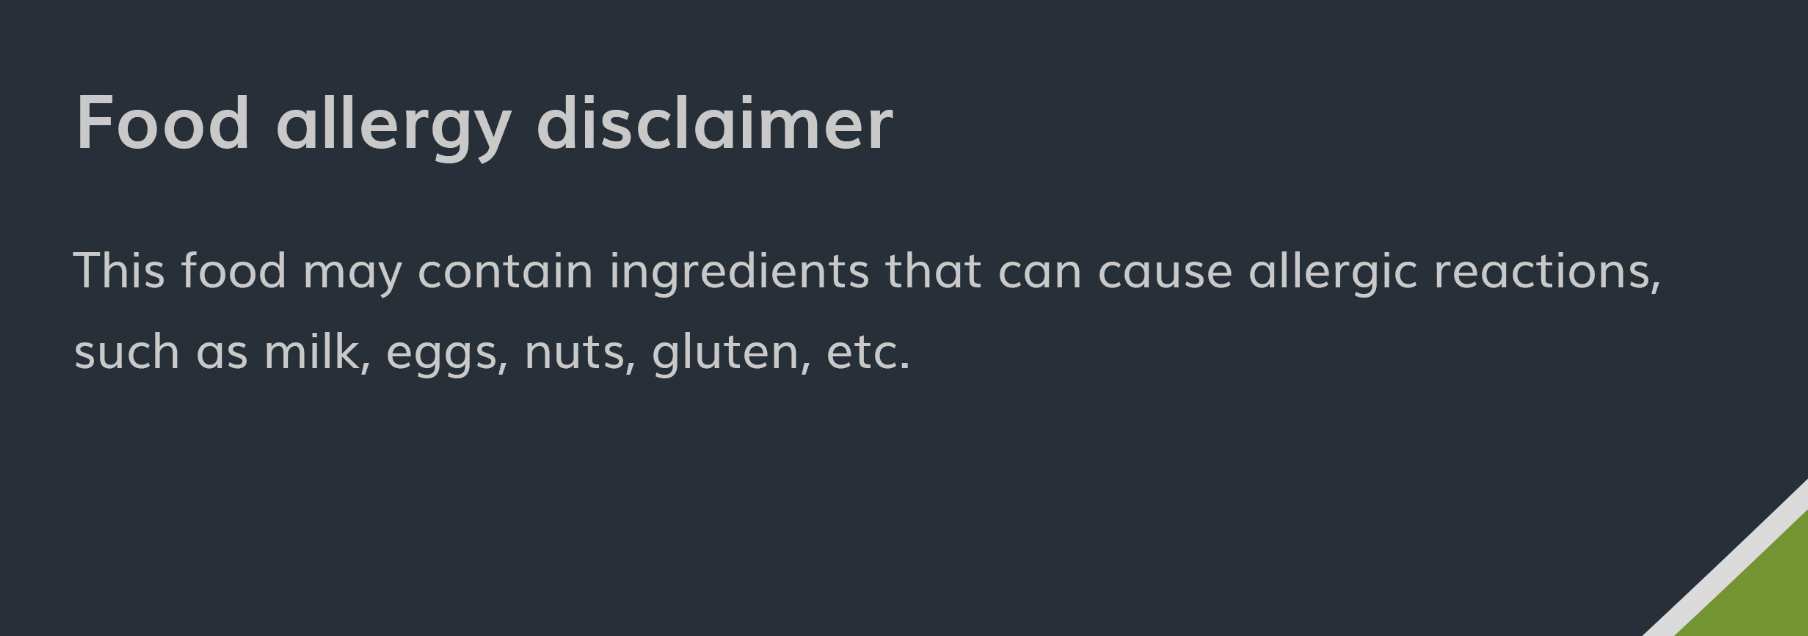 Food allergy disclaimer
This food may contain ingredients that can cause allergic reactions,
such as milk, eggs, nuts, gluten, etc.